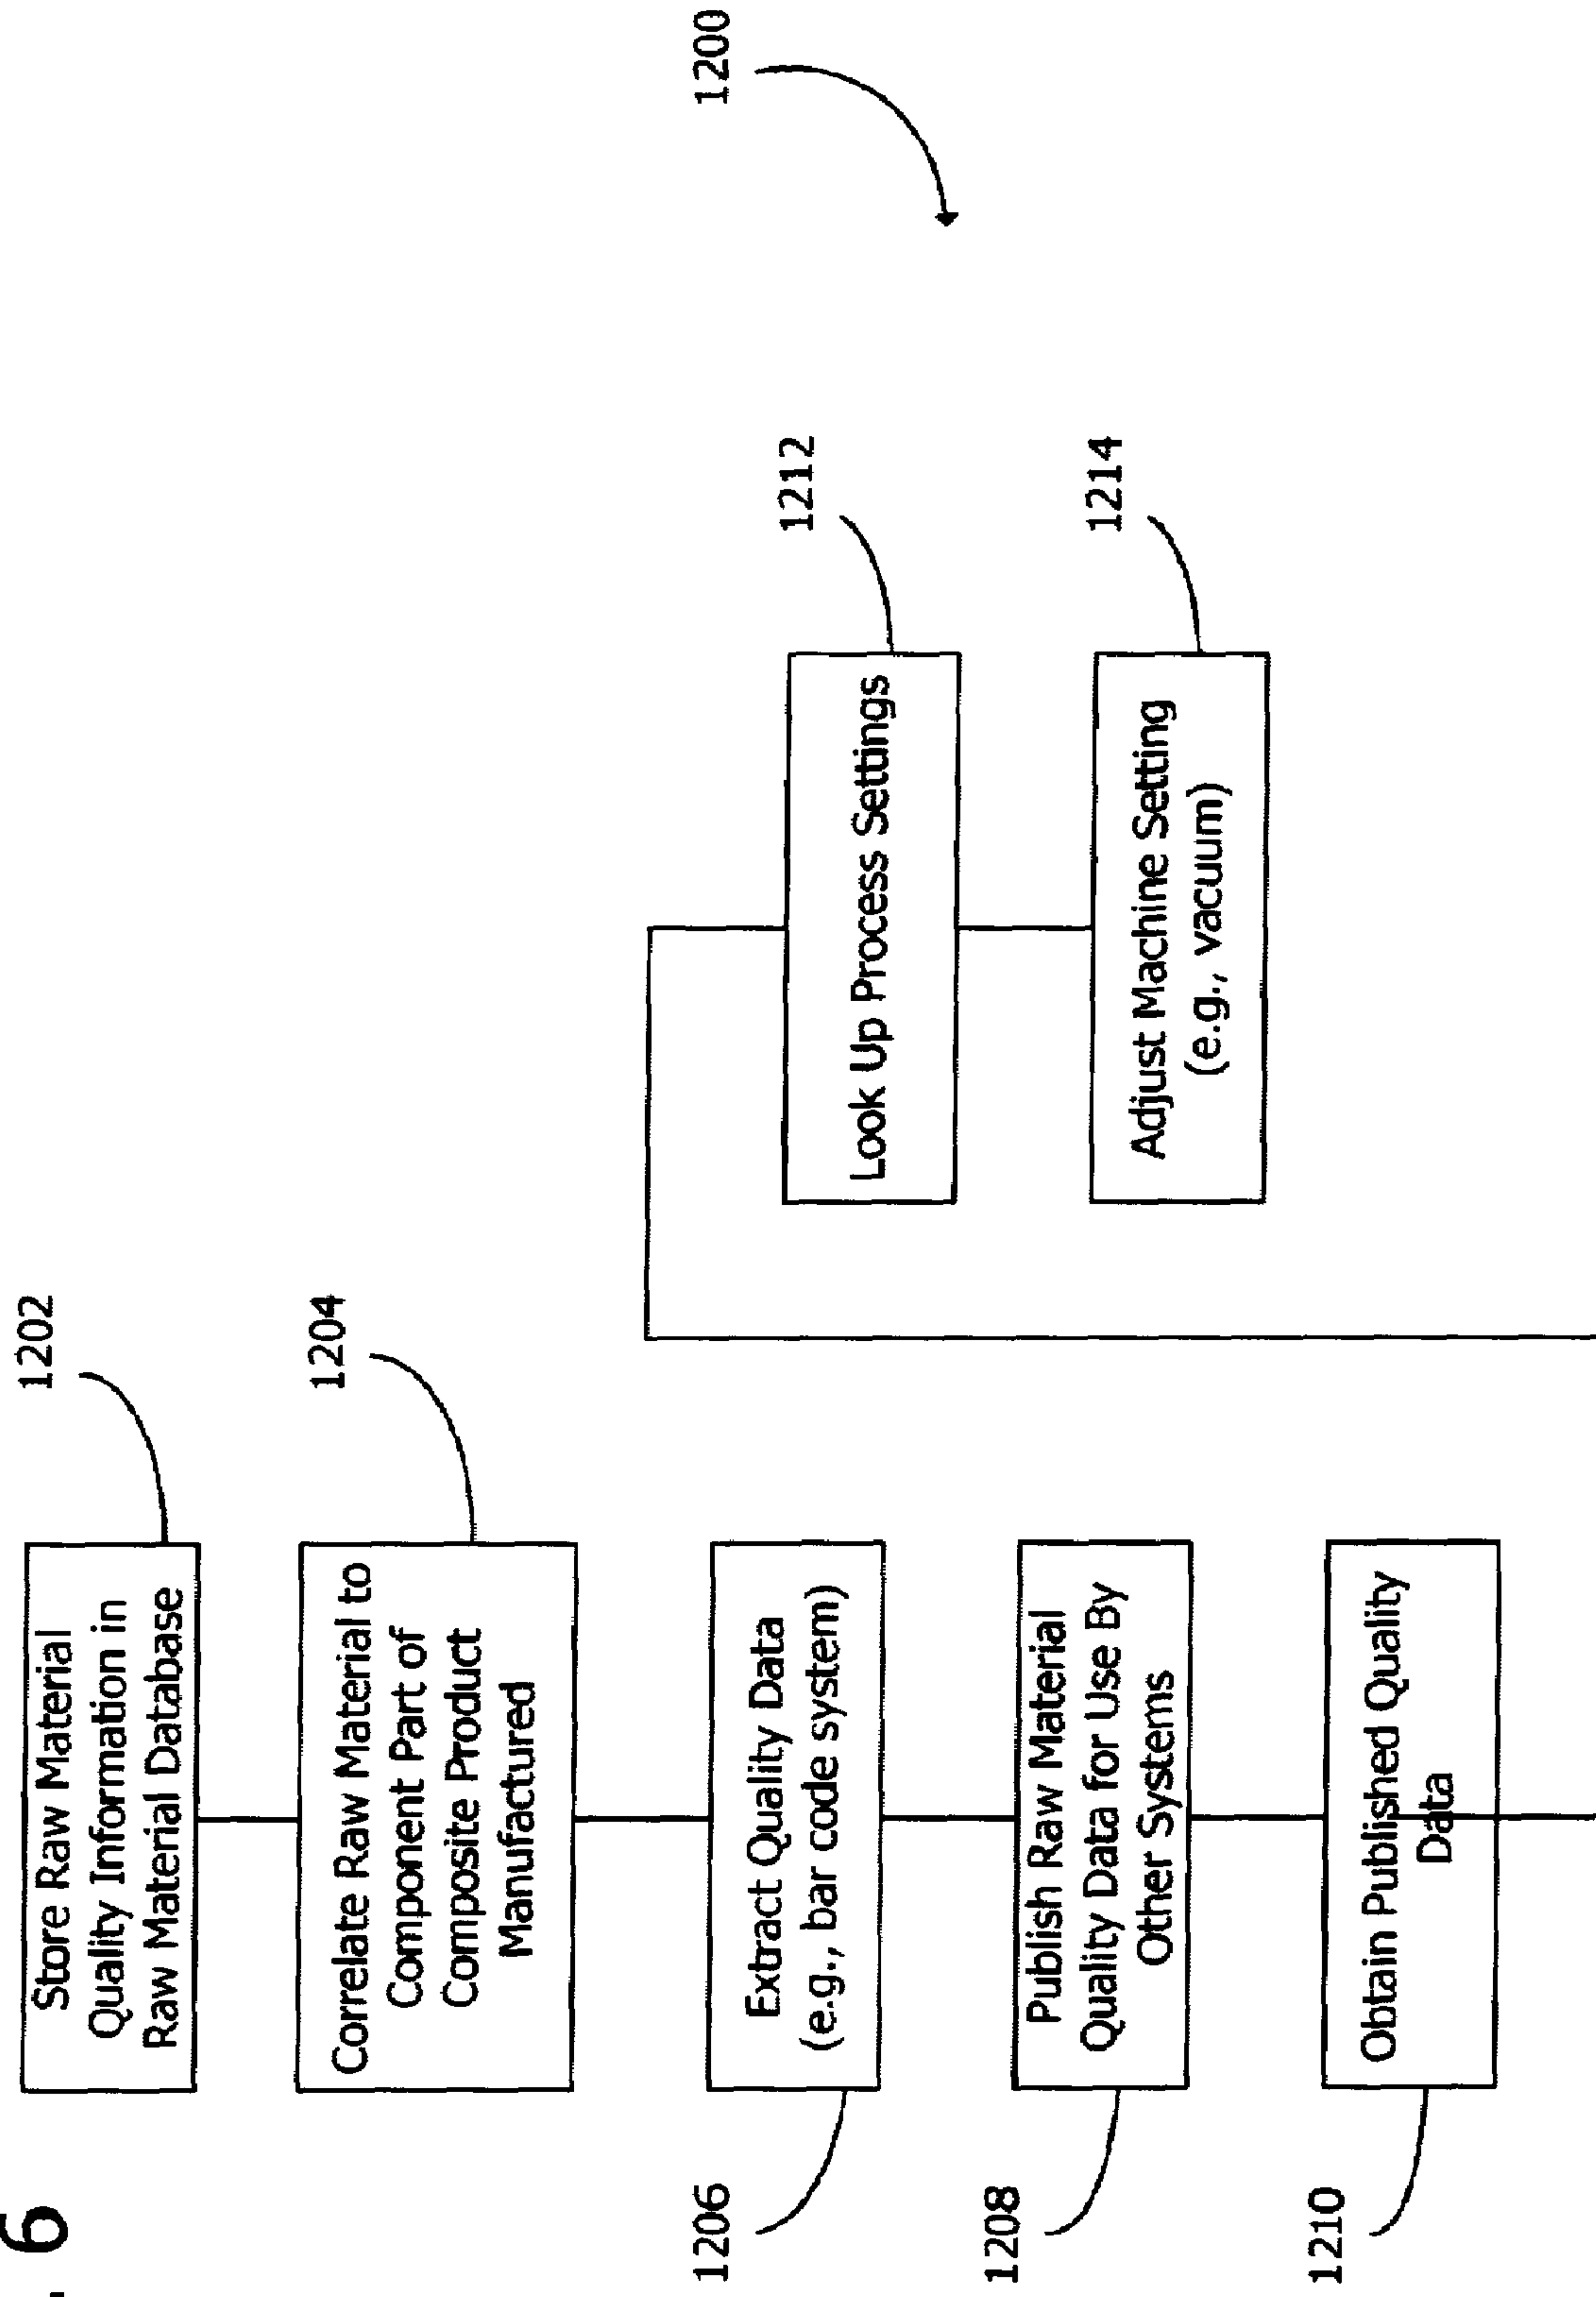 6
1202
Store Raw Material
Quality Information in
Raw Material Database
1204
Correlate Raw Material to
Component Part of
Composite Product
Manufactured
1206
Extract Quality Data
(e.g., bar code system)
1208
Publish Raw Material
Quality Data for Use By
Other Systems
1210
Obtain Published Quality
Data
1212
Look Up Process Settings
1214
Adjust Machine Setting
(e.g., vacuum)
1200